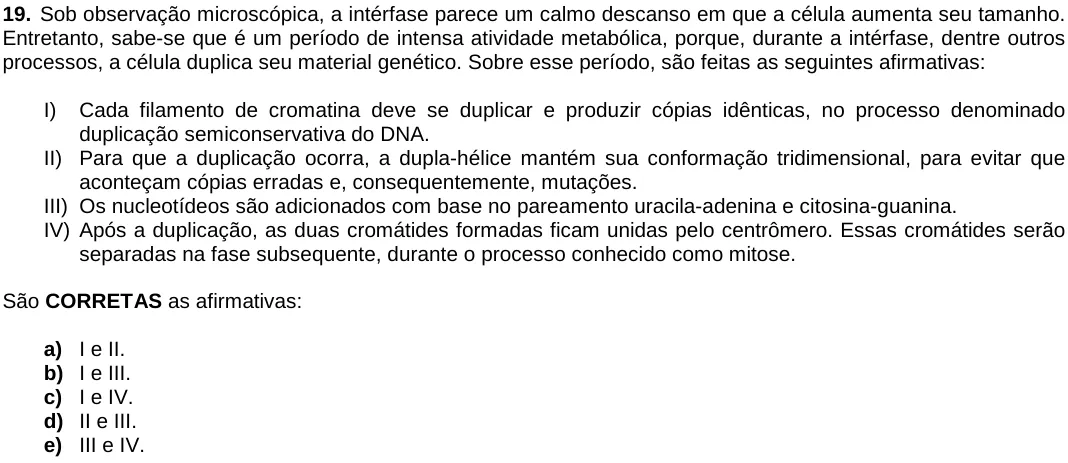 19. Sob observação microscópica, a intérfase parece um calmo descanso em que a célula aumenta seu tamanho.
Entretanto, sabe-se que é um período de intensa atividade metabólica, porque, durante a intérfase, dentre outros
processos, a célula duplica seu material genético. Sobre esse período, são feitas as seguintes afirmativas:
I) Cada filamento de cromatina deve se duplicar e produzir cópias idênticas, no processo denominado
duplicação semiconservativa do DNA.
II) Para que a duplicação ocorra, a dupla-hélice mantém sua conformação tridimensional, para evitar que
aconteçam cópias erradas e, consequentemente, mutações.
III) Os nucleotídeos são adicionados com base no pareamento uracila-adenina e citosina-guanina.
IV) Após a duplicação, as duas cromátides formadas ficam unidas pelo centrômero. Essas cromátides serão
separadas na fase subsequente, durante o processo conhecido como mitose.
São CORRETAS as afirmativas:
a) I e II.
b) I e III.
c) I e IV.
d) II e III.
e) III e IV.